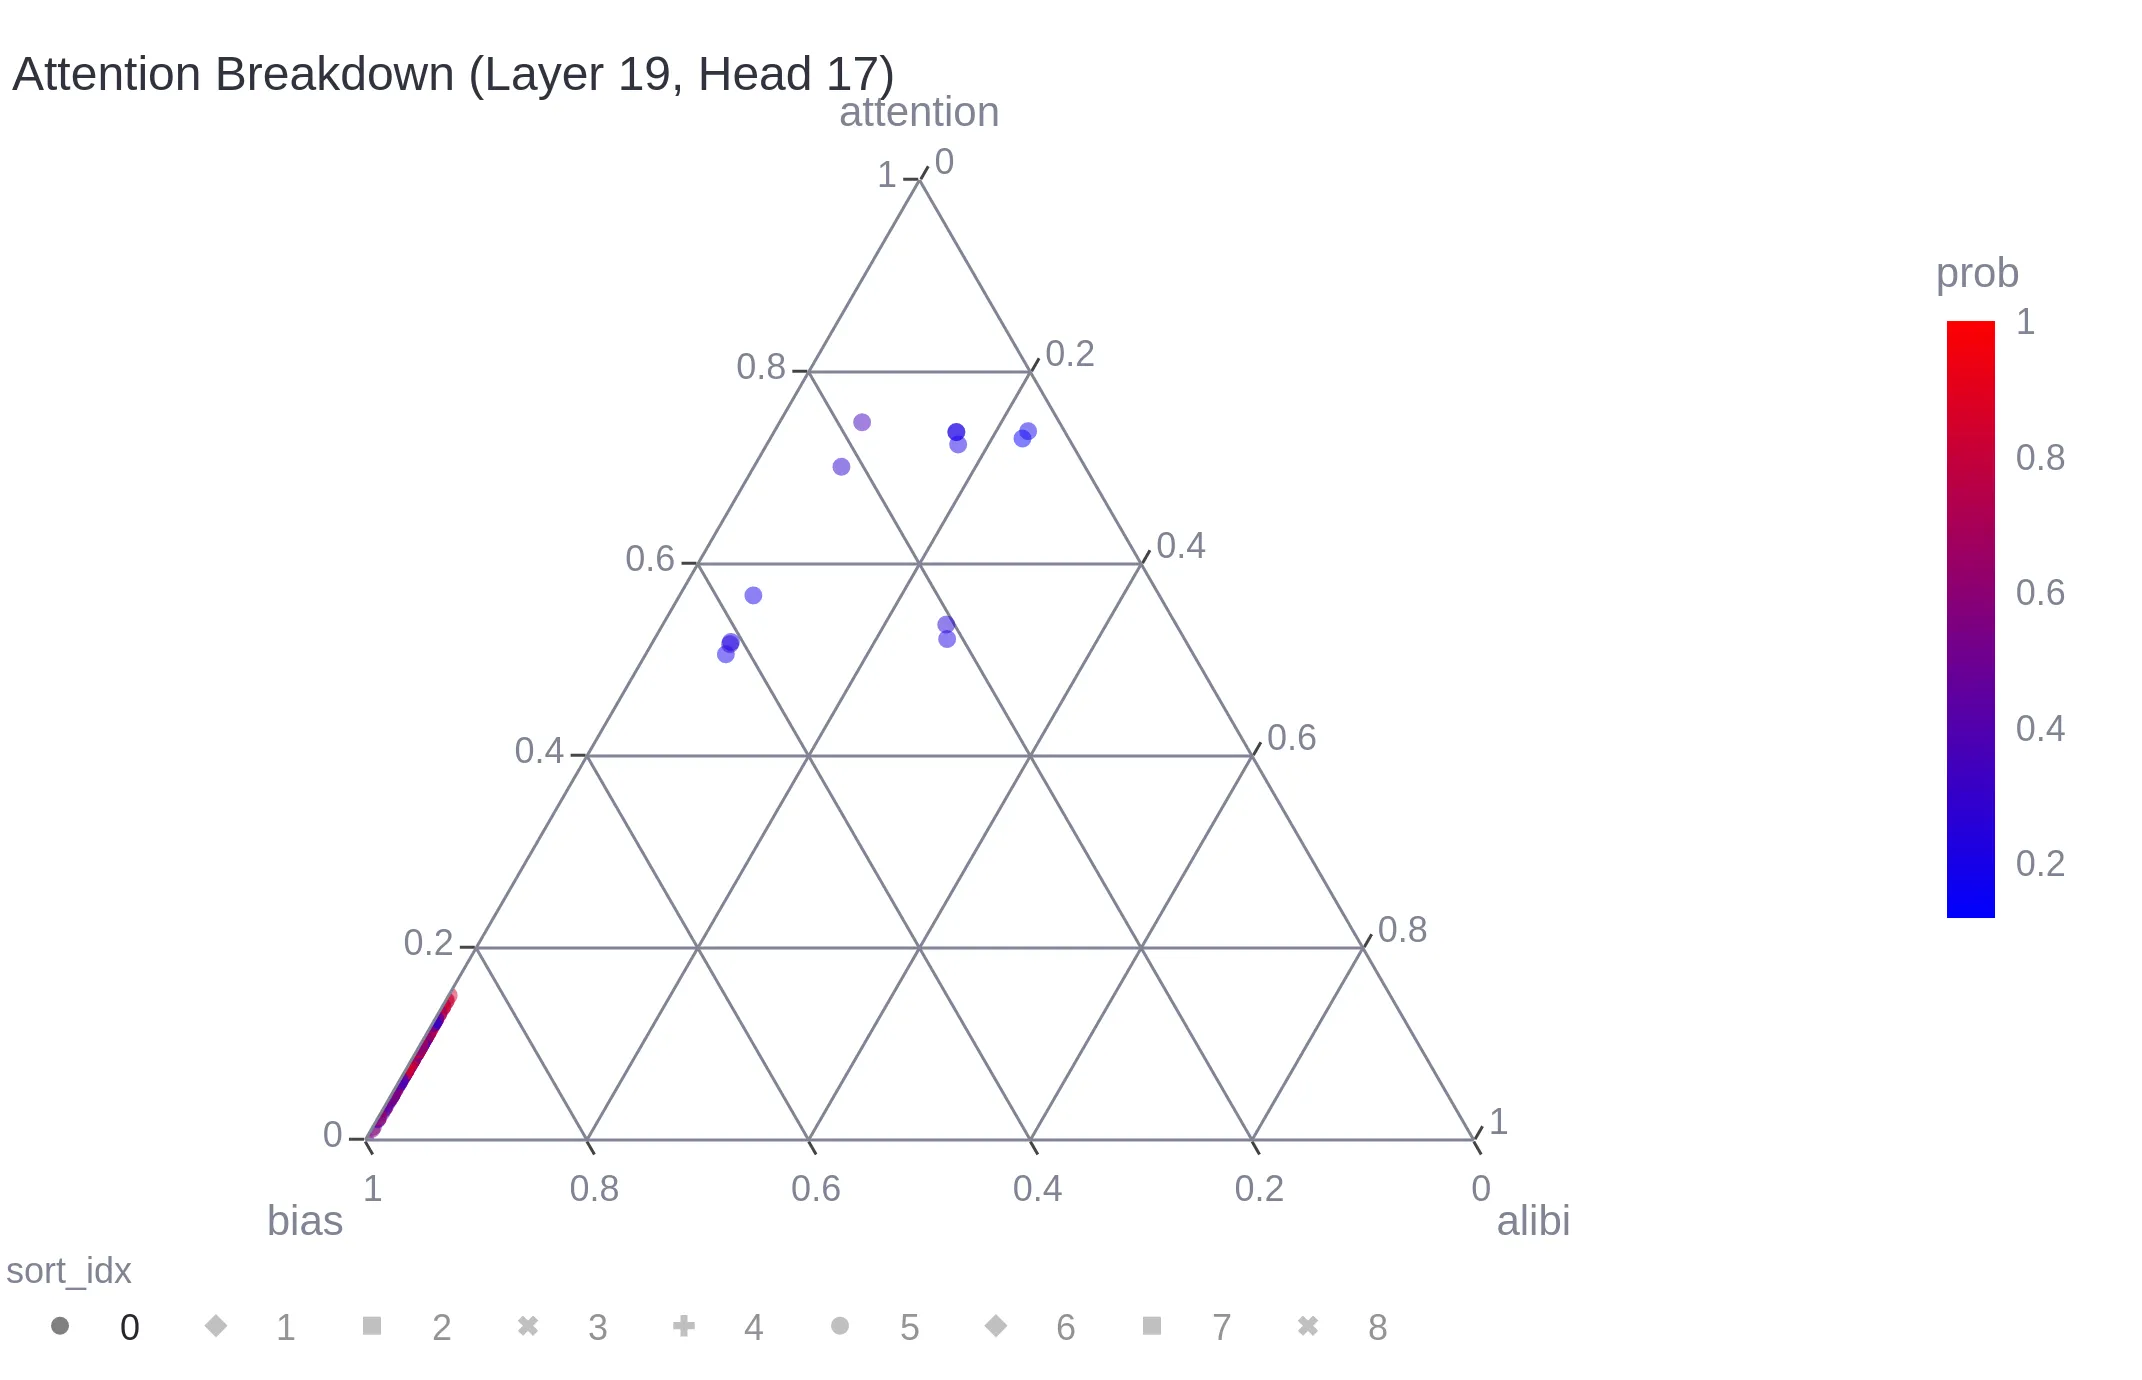 Attention Breakdown (Layer 19, Head 17)
attention
1 0
prob
1
0.8 0.2
0.8
0.6 0.4
0.6
0.4 0.6
0.4
0.2
0.2 0.8
0 1
1 0.8 0.6 0.4 0.2 0
bias alibi
sort_idx
0 1 2 3 4 5 6 7 8